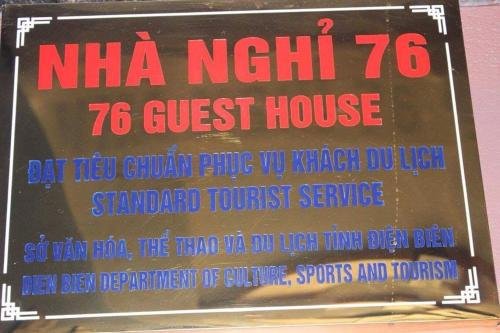 NHÀ NGHỈ 76
76 GUEST HOUSE
ĐẠT TIÊU CHUẨN PHỤC VỤ KHÁCH DU LỊCH
STANDARD TOURIST SERVICE
SỞ VĂN HÓA, THỂ THAO VÀ DU LỊCH TỈNH ĐIỆN BIÊN
DIEN BIEN DEPARTMENT OF CULTURE, SPORTS AND TOURISM